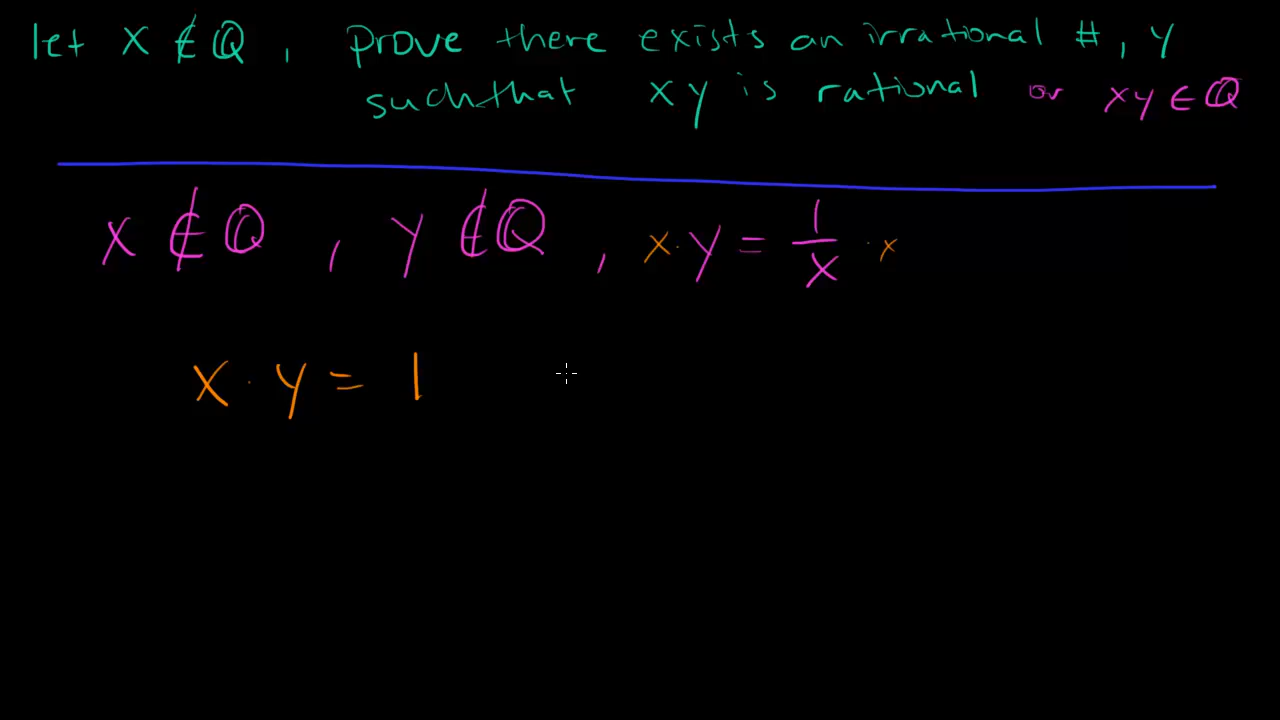 let x ∉ ℚ, prove there exists an irrational #, y
such that xy is rational or xy ∈ ℚ
x ∉ ℚ, y ∉ ℚ, x · y = 1/x · x
x · y = 1